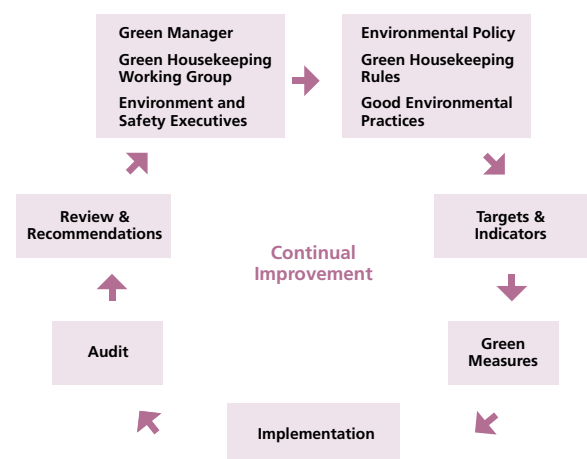 Green Manager
Green Housekeeping
Working Group
Environment and
Safety Executives
Environmental Policy
Green Housekeeping
Rules
Good Environmental
Practices
Review &
Recommendations
Targets &
Indicators
Continual
Improvement
Audit
Green
Measures
Implementation